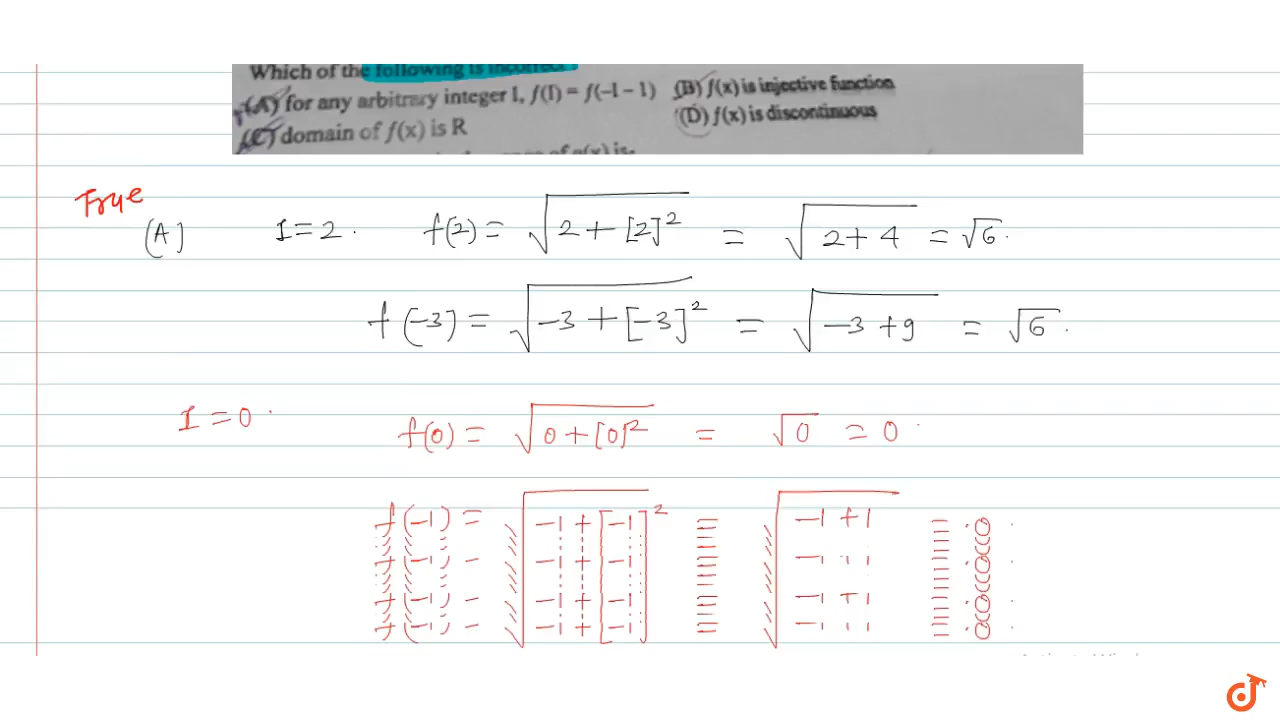 Which of the following is incorrect
(A) for any arbitrary integer I, f(I) = f(-I - 1) (B) f(x) is injective function
(C) domain of f(x) is R (D) f(x) is discontinuous
of g(x) is
True
(A) I = 2. f(2) = √(2 + [2]²) = √(2 + 4) = √6.
f(-3) = √(-3 + [-3]²) = √(-3 + 9) = √6.
I = 0. f(0) = √(0 + [0]²) = √0 = 0.
f(-1) = √(-1 + [-1]²) = √(-1 + 1) = 0.